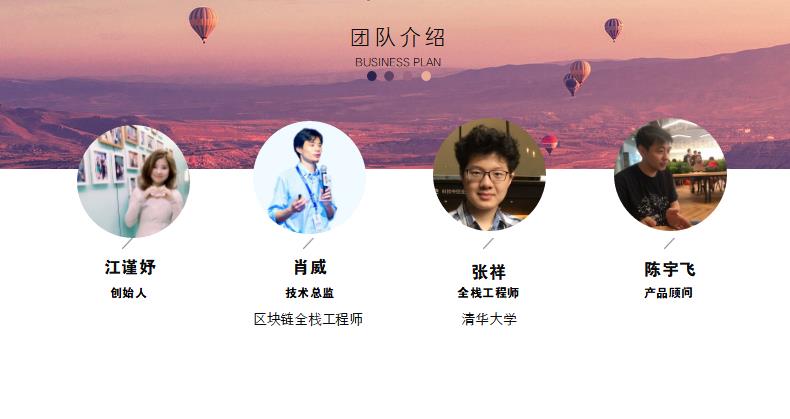 团队介绍
BUSINESS PLAN
江谨妤
创始人
肖威
技术总监
区块链全栈工程师
张祥
全栈工程师
清华大学
陈宇飞
产品顾问